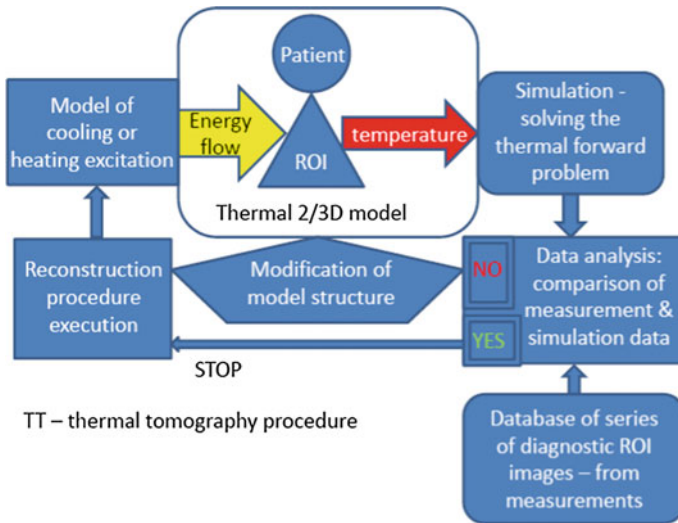 Patient
Model of
cooling or
heating excitation
Energy
flow
ROI
temperature
Simulation -
solving the
thermal forward
problem
Thermal 2/3D model
Reconstruction
procedure
execution
Modification of
model structure
NO
YES
Data analysis:
comparison of
measurement &
simulation data
STOP
TT – thermal tomography procedure
Database of series
of diagnostic ROI
images – from
measurements